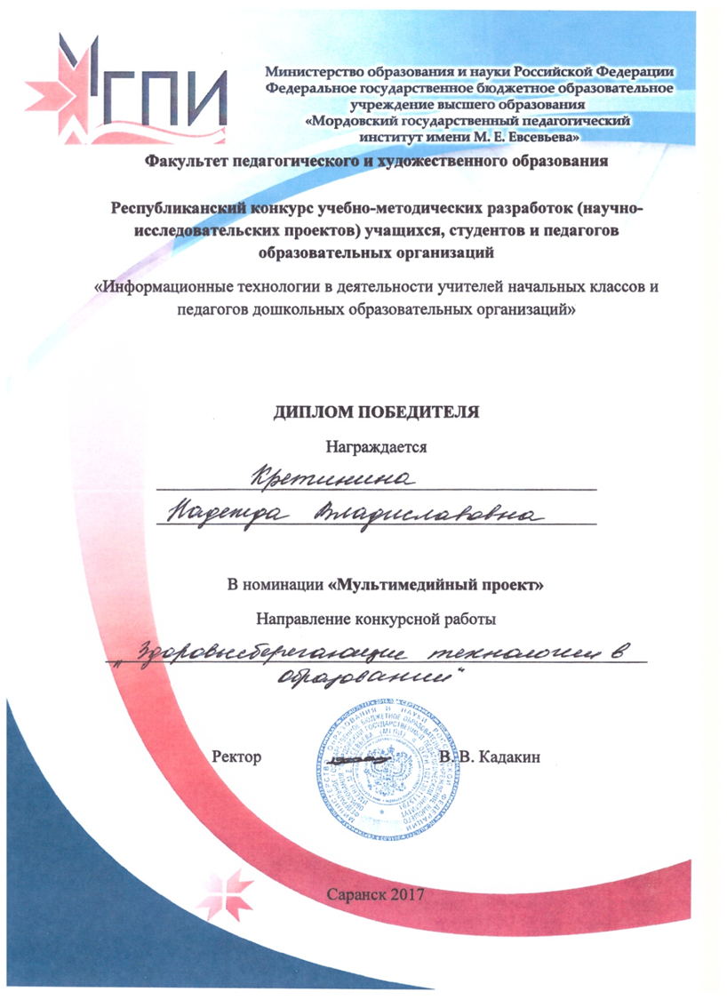 МГПИ
Министерство образования и науки Российской Федерации
Федеральное государственное бюджетное образовательное
учреждение высшего образования
«Мордовский государственный педагогический
институт имени М. Е. Евсевьева»
Факультет педагогического и художественного образования
Республиканский конкурс учебно-методических разработок (научно-
исследовательских проектов) учащихся, студентов и педагогов
образовательных организаций
«Информационные технологии в деятельности учителей начальных классов и
педагогов дошкольных образовательных организаций»
ДИПЛОМ ПОБЕДИТЕЛЯ
Награждается
Кретинина
Надежда Владиславовна
В номинации «Мультимедийный проект»
Направление конкурсной работы
„Здоровьесберегающие технологии в
образовании"
Ректор В. В. Кадакин
Саранск 2017